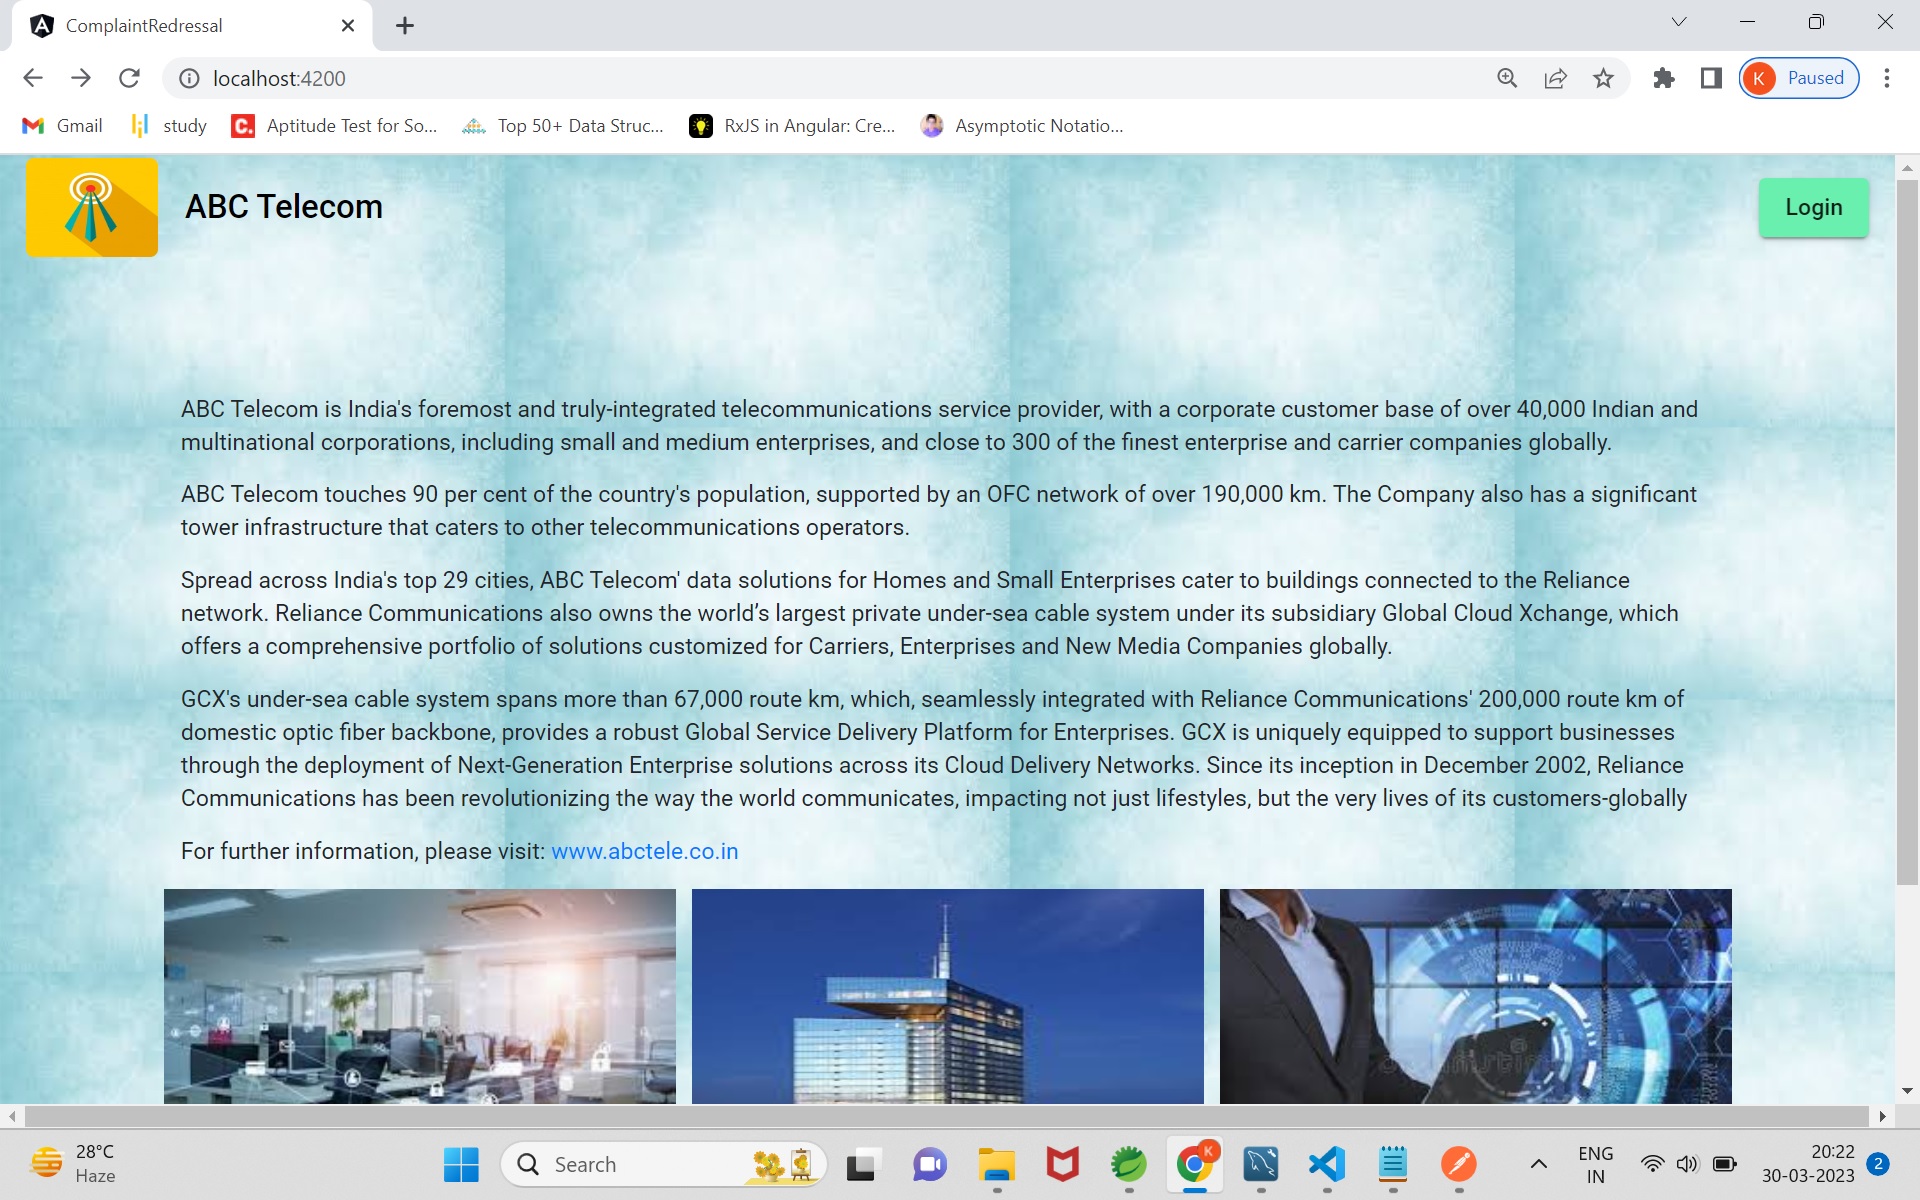 ComplaintRedressal
localhost:4200
K Paused
Gmail study Aptitude Test for So... Top 50+ Data Struc... RxJS in Angular: Cre... Asymptotic Notatio...
ABC Telecom
Login
ABC Telecom is India's foremost and truly-integrated telecommunications service provider, with a corporate customer base of over 40,000 Indian and
multinational corporations, including small and medium enterprises, and close to 300 of the finest enterprise and carrier companies globally.
ABC Telecom touches 90 per cent of the country's population, supported by an OFC network of over 190,000 km. The Company also has a significant
tower infrastructure that caters to other telecommunications operators.
Spread across India's top 29 cities, ABC Telecom' data solutions for Homes and Small Enterprises cater to buildings connected to the Reliance
network. Reliance Communications also owns the world’s largest private under-sea cable system under its subsidiary Global Cloud Xchange, which
offers a comprehensive portfolio of solutions customized for Carriers, Enterprises and New Media Companies globally.
GCX's under-sea cable system spans more than 67,000 route km, which, seamlessly integrated with Reliance Communications' 200,000 route km of
domestic optic fiber backbone, provides a robust Global Service Delivery Platform for Enterprises. GCX is uniquely equipped to support businesses
through the deployment of Next-Generation Enterprise solutions across its Cloud Delivery Networks. Since its inception in December 2002, Reliance
Communications has been revolutionizing the way the world communicates, impacting not just lifestyles, but the very lives of its customers-globally
For further information, please visit: www.abctele.co.in
28°C
Haze
Search
K
ENG
IN
20:22
30-03-2023
2